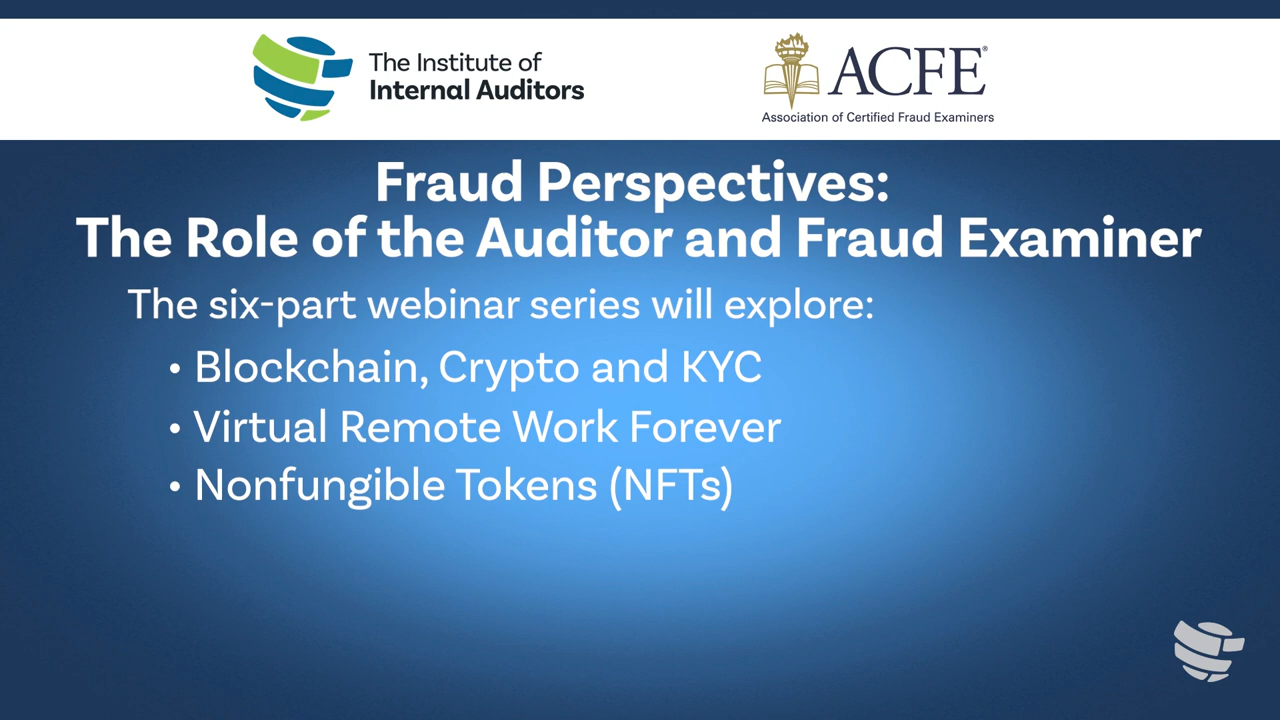 The Institute of
Internal Auditors
ACFE®
Association of Certified Fraud Examiners
Fraud Perspectives:
The Role of the Auditor and Fraud Examiner
The six-part webinar series will explore:
• Blockchain, Crypto and KYC
• Virtual Remote Work Forever
• Nonfungible Tokens (NFTs)